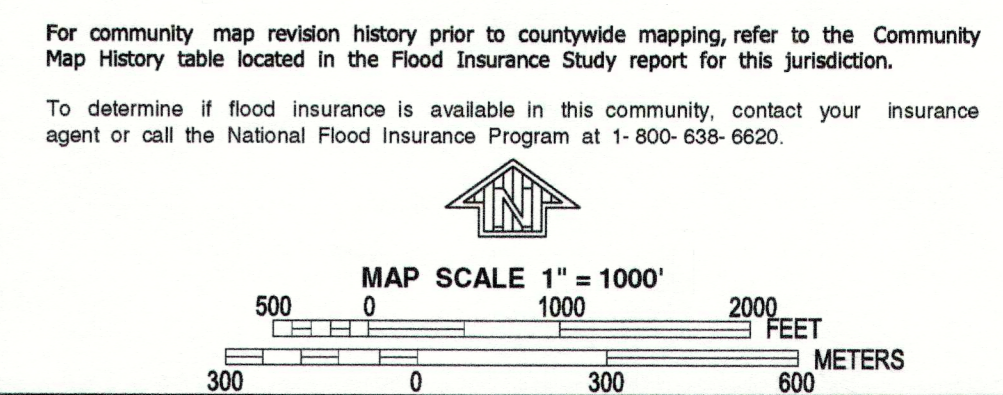 For community map revision history prior to countywide mapping, refer to the Community
Map History table located in the Flood Insurance Study report for this jurisdiction.
To determine if flood insurance is available in this community, contact your insurance
agent or call the National Flood Insurance Program at 1- 800- 638- 6620.
N
MAP SCALE 1" = 1000'
500 0 1000 2000
FEET
METERS
300 0 300 600